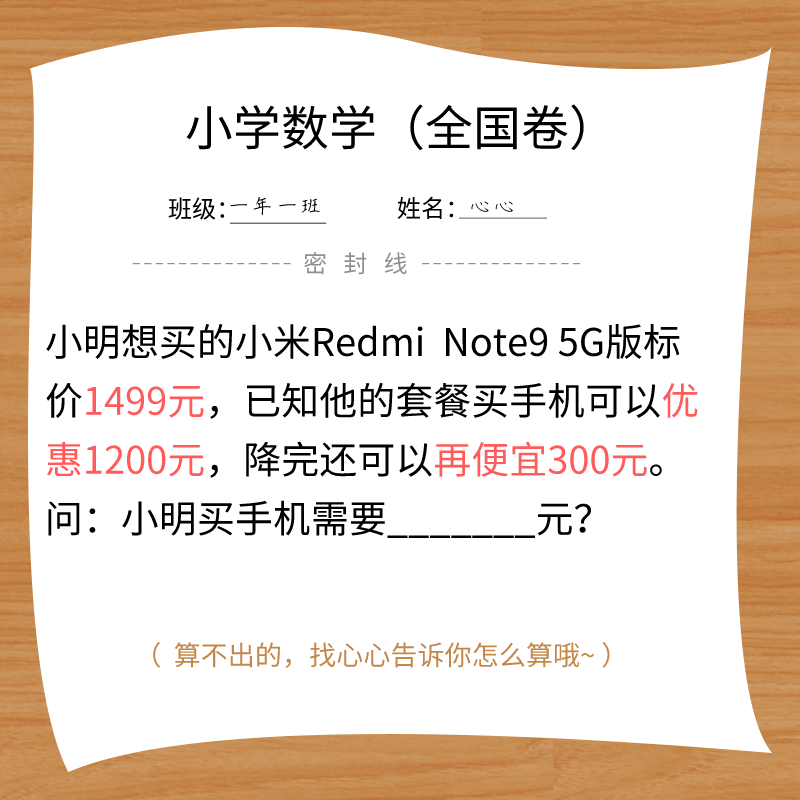 小学数学（全国卷）
班级：一年一班 姓名：心心
-------------- 密 封 线 --------------
小明想买的小米Redmi Note9 5G版标
价1499元，已知他的套餐买手机可以优
惠1200元，降完还可以再便宜300元。
问：小明买手机需要_______元？
（ 算不出的，找心心告诉你怎么算哦~ ）